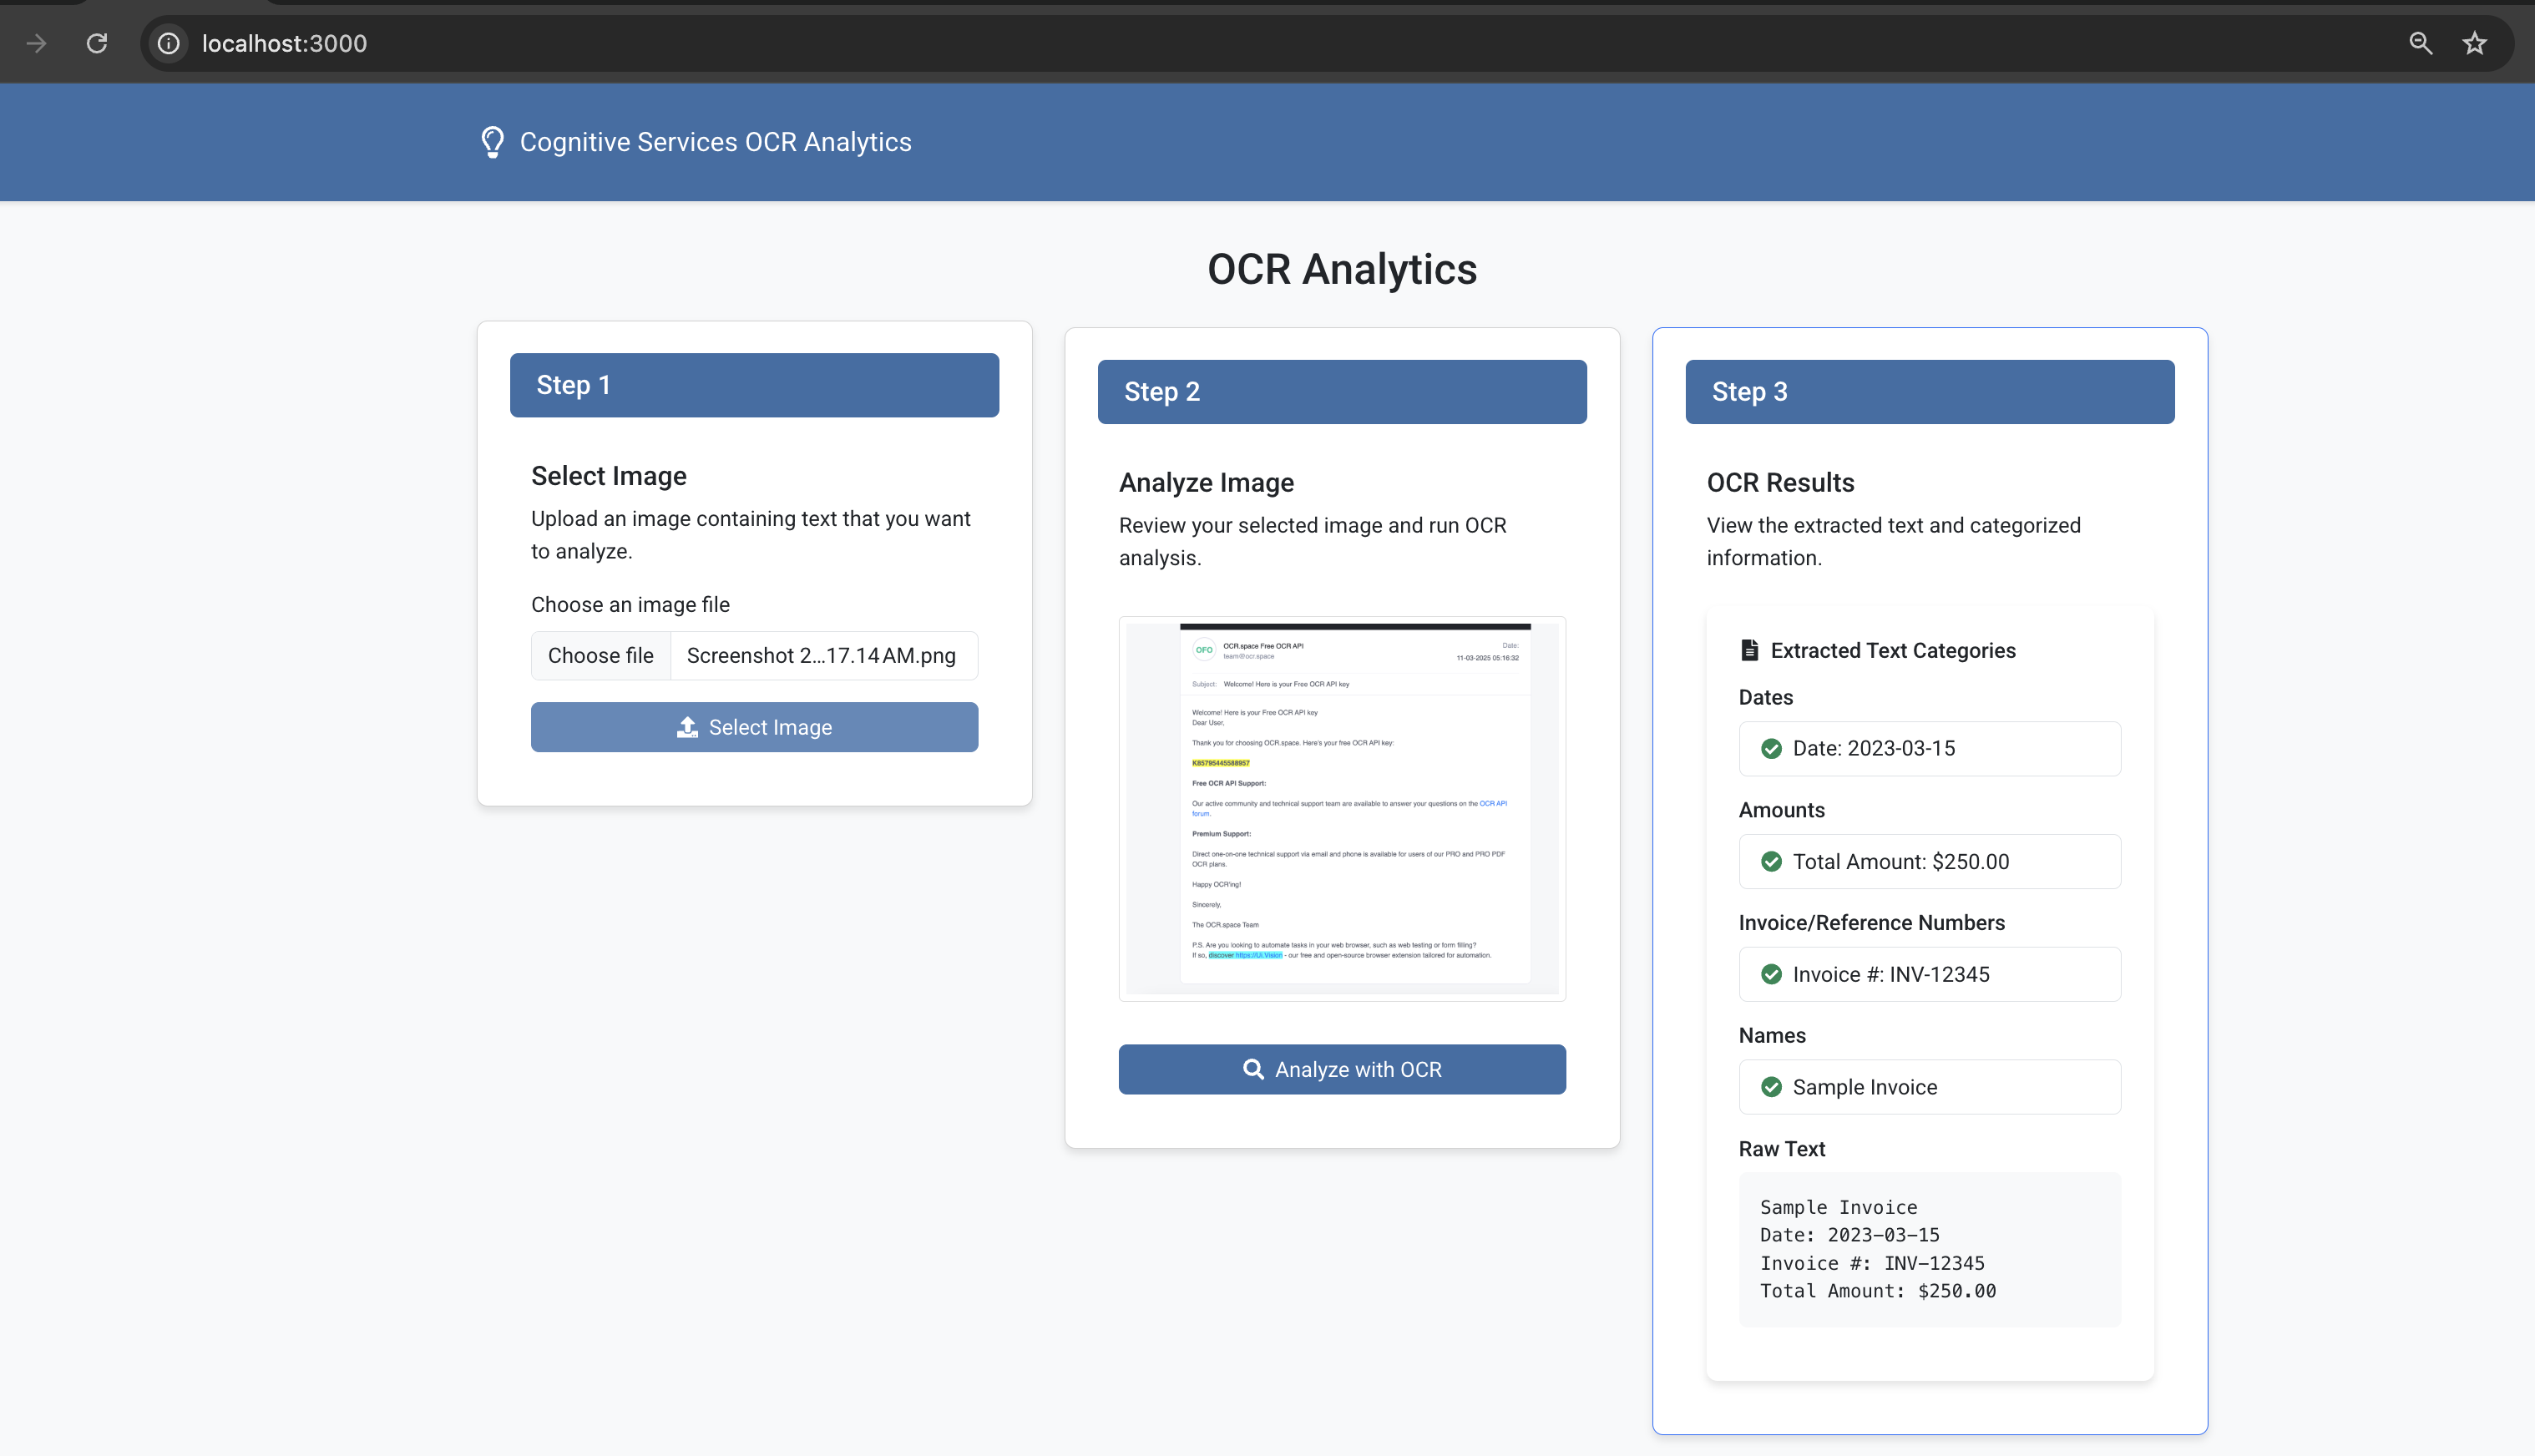 localhost:3000
Cognitive Services OCR Analytics
OCR Analytics
Step 1
Select Image
Upload an image containing text that you want
to analyze.
Choose an image file
Choose file Screenshot 2...17.14 AM.png
Select Image
Step 2
Analyze Image
Review your selected image and run OCR
analysis.
OFO
OCR.space Free OCR API
team@ocr.space
Date:
11-03-2025 05:16:32
Subject: Welcome! Here is your Free OCR API key
Welcome! Here is your Free OCR API key
Dear User,
Thank you for choosing OCR.space. Here's your free OCR API key:
K85795445588957
Free OCR API Support:
Our active community and technical support team are available to answer your questions on the OCR API
forum.
Premium Support:
Direct one-on-one technical support via email and phone is available for users of our PRO and PRO PDF
OCR plans.
Happy OCR'ing!
Sincerely,
The OCR.space Team
P.S. Are you looking to automate tasks in your web browser, such as web testing or form filling?
If so, discover https://Ui.Vision - our free and open-source browser extension tailored for automation.
Analyze with OCR
Step 3
OCR Results
View the extracted text and categorized
information.
Extracted Text Categories
Dates
Date: 2023-03-15
Amounts
Total Amount: $250.00
Invoice/Reference Numbers
Invoice #: INV-12345
Names
Sample Invoice
Raw Text
Sample Invoice
Date: 2023-03-15
Invoice #: INV-12345
Total Amount: $250.00